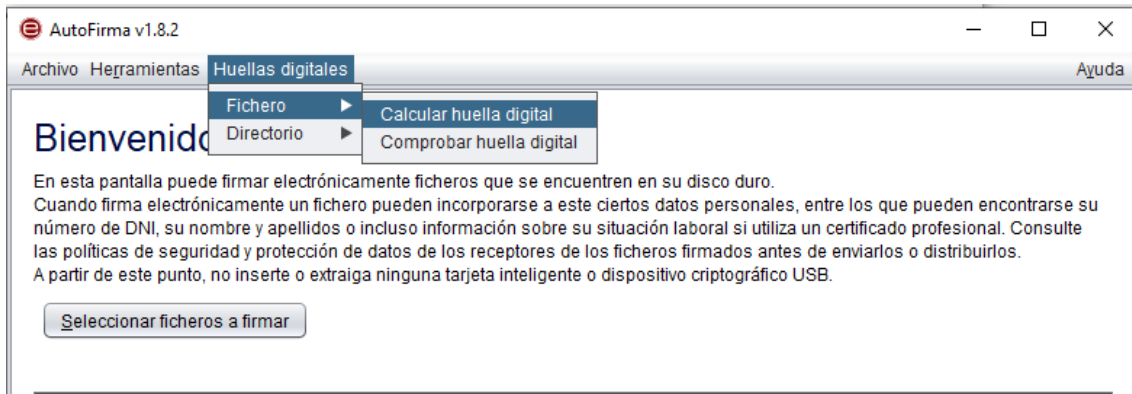 AutoFirma v1.8.2
Archivo Herramientas Huellas digitales Ayuda
Fichero
Directorio
Calcular huella digital
Comprobar huella digital
En esta pantalla puede firmar electrónicamente ficheros que se encuentren en su disco duro.
Cuando firma electrónicamente un fichero pueden incorporarse a este ciertos datos personales, entre los que pueden encontrarse su
número de DNI, su nombre y apellidos o incluso información sobre su situación laboral si utiliza un certificado profesional. Consulte
las políticas de seguridad y protección de datos de los receptores de los ficheros firmados antes de enviarlos o distribuirlos.
A partir de este punto, no inserte o extraiga ninguna tarjeta inteligente o dispositivo criptográfico USB.
Seleccionar ficheros a firmar